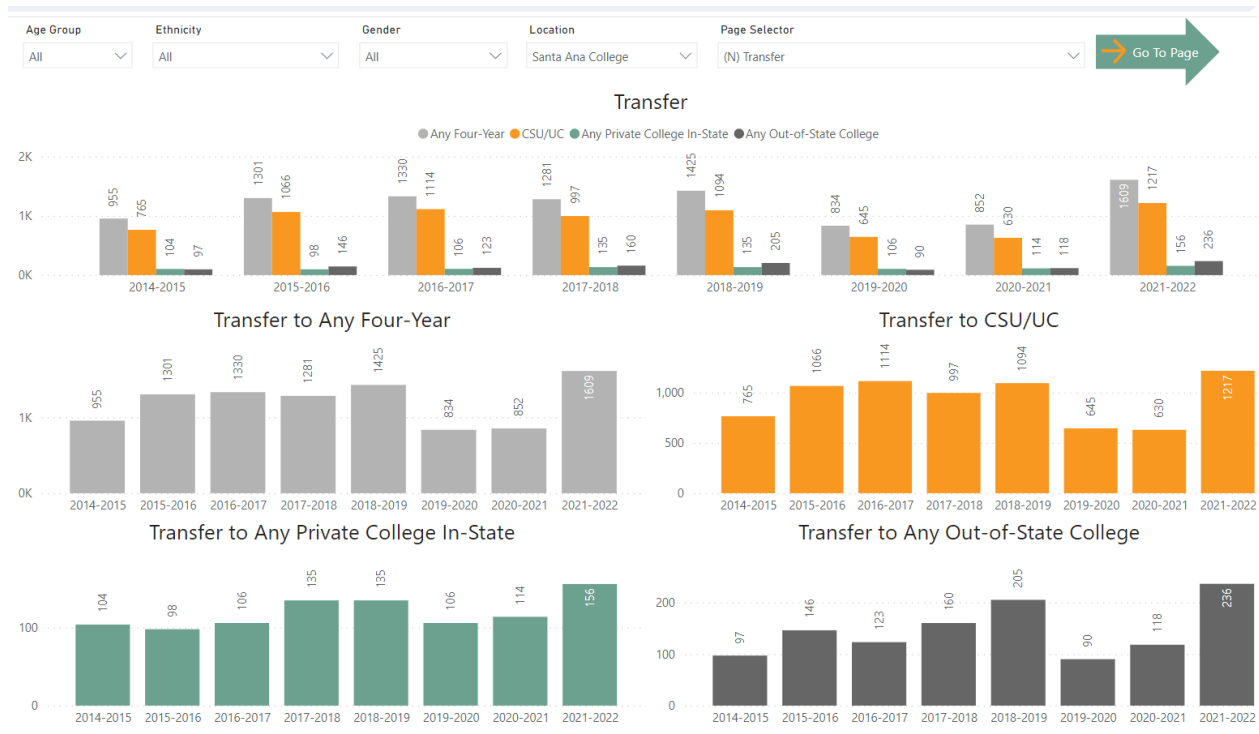 Age Group Ethnicity Gender Location Page Selector
All All All Santa Ana College (N) Transfer Go To Page
Transfer
Any Four-Year CSU/UC Any Private College In-State Any Out-of-State College
2K
1K
0K
955 765 104 97 1301 1066 98 146 1330 1114 106 123 1281 997 135 160 1425 1094 135 205 834 645 106 90 852 630 114 118 1609 1217 156 236
2014-2015 2015-2016 2016-2017 2017-2018 2018-2019 2019-2020 2020-2021 2021-2022
Transfer to Any Four-Year
1K
0K
955 1301 1330 1281 1425 834 852 1609
2014-2015 2015-2016 2016-2017 2017-2018 2018-2019 2019-2020 2020-2021 2021-2022
Transfer to CSU/UC
1,000
500
0
765 1066 1114 997 1094 645 630 1217
2014-2015 2015-2016 2016-2017 2017-2018 2018-2019 2019-2020 2020-2021 2021-2022
Transfer to Any Private College In-State
100
0
104 98 106 135 135 106 114 156
2014-2015 2015-2016 2016-2017 2017-2018 2018-2019 2019-2020 2020-2021 2021-2022
Transfer to Any Out-of-State College
200
100
0
97 146 123 160 205 90 118 236
2014-2015 2015-2016 2016-2017 2017-2018 2018-2019 2019-2020 2020-2021 2021-2022